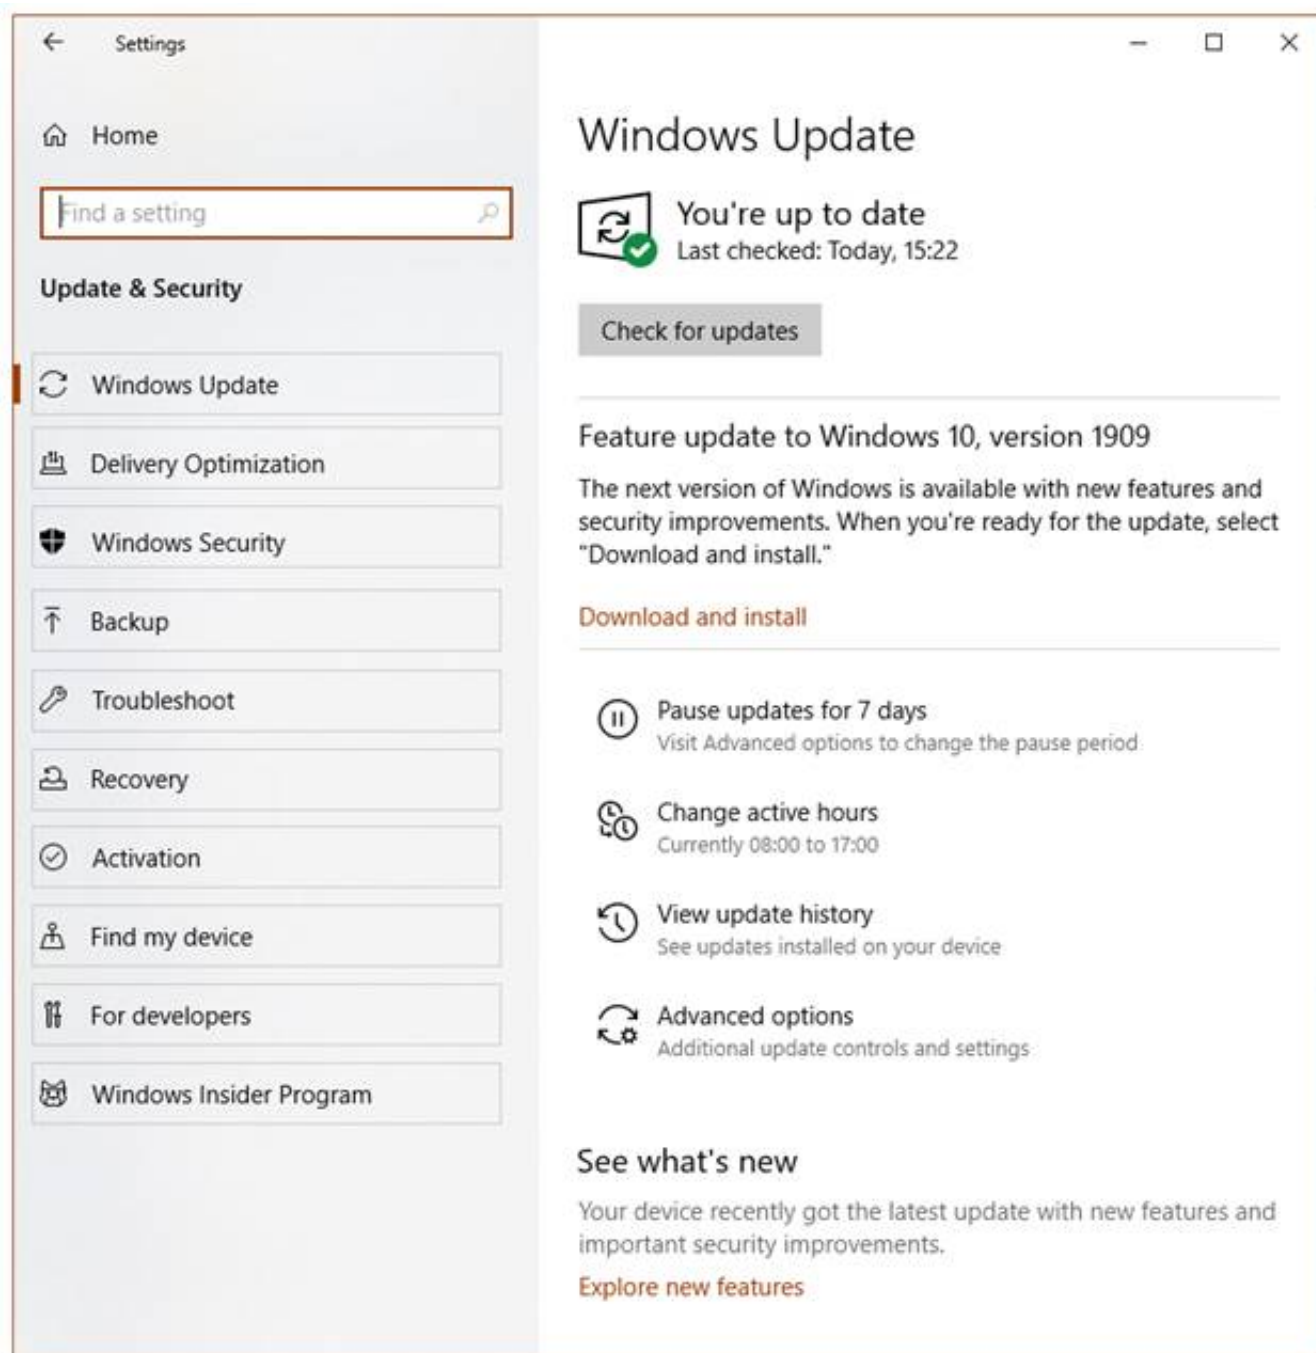 Settings
Home
Find a setting
Update & Security
Windows Update
Delivery Optimization
Windows Security
Backup
Troubleshoot
Recovery
Activation
Find my device
For developers
Windows Insider Program
Windows Update
You're up to date
Last checked: Today, 15:22
Check for updates
Feature update to Windows 10, version 1909
The next version of Windows is available with new features and
security improvements. When you're ready for the update, select
"Download and install."
Download and install
Pause updates for 7 days
Visit Advanced options to change the pause period
Change active hours
Currently 08:00 to 17:00
View update history
See updates installed on your device
Advanced options
Additional update controls and settings
See what's new
Your device recently got the latest update with new features and
important security improvements.
Explore new features